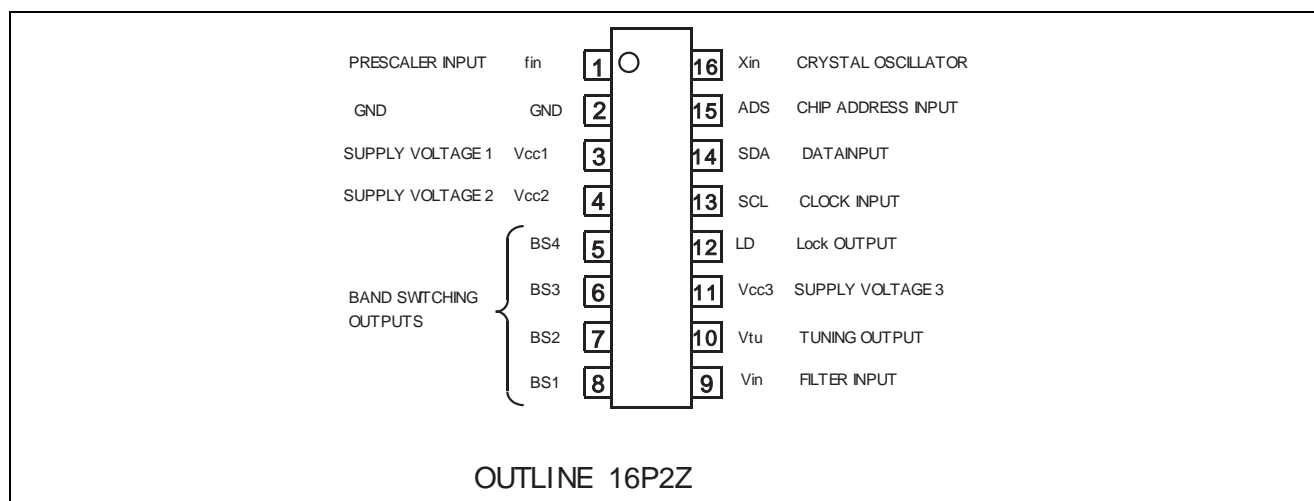 PRESCALER INPUT fin 1 16 Xin CRYSTAL OSCILLATOR
GND GND 2 15 ADS CHIP ADDRESS INPUT
SUPPLY VOLTAGE 1 Vcc1 3 14 SDA DATAINPUT
SUPPLY VOLTAGE 2 Vcc2 4 13 SCL CLOCK INPUT
BS4 5 12 LD Lock OUTPUT
BAND SWITCHING
OUTPUTS
BS3 6 11 Vcc3 SUPPLY VOLTAGE 3
BS2 7 10 Vtu TUNING OUTPUT
BS1 8 9 Vin FILTER INPUT
OUTLINE 16P2Z